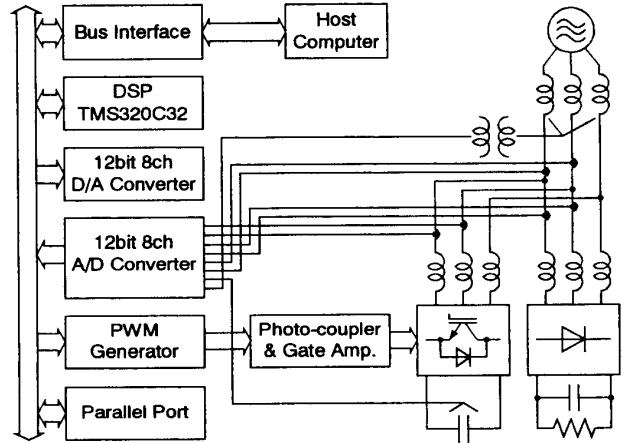 Bus Interface
Host
Computer
DSP
TMS320C32
12bit 8ch
D/A Converter
12bit 8ch
A/D Converter
PWM
Generator
Photo-coupler
& Gate Amp.
Parallel Port